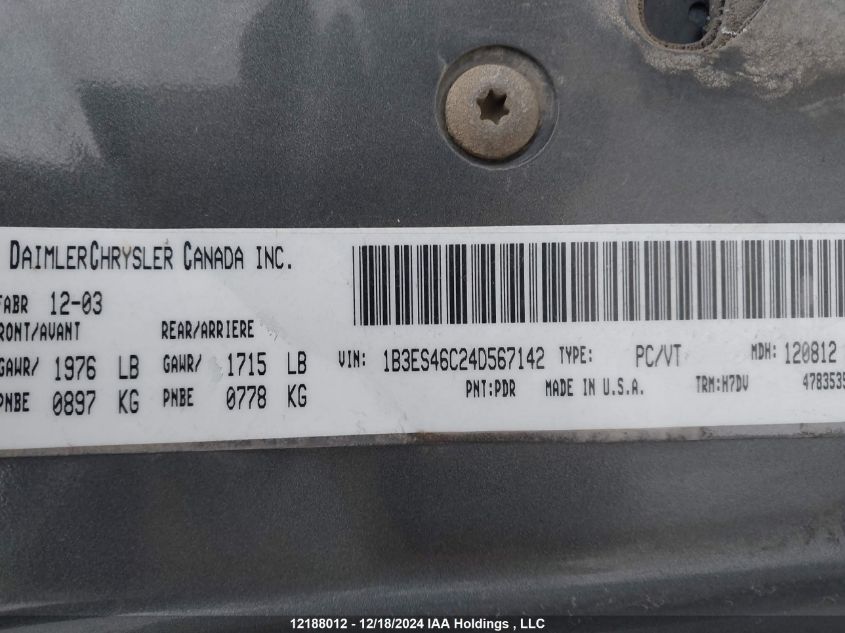 DAIMLERCHRYSLER CANADA INC.
FABR 12-03
RONT/AVANT REAR/ARRIERE
GAWR/ 1976 LB GAWR/ 1715 LB
PNBE 0897 KG PNBE 0778 KG
VIN: 1B3ES46C24D567142 TYPE: PC/VT MDH: 120812
PNT:PDR MADE IN U.S.A. TRM:H7DV 4783535
12188012 - 12/18/2024 IAA Holdings , LLC